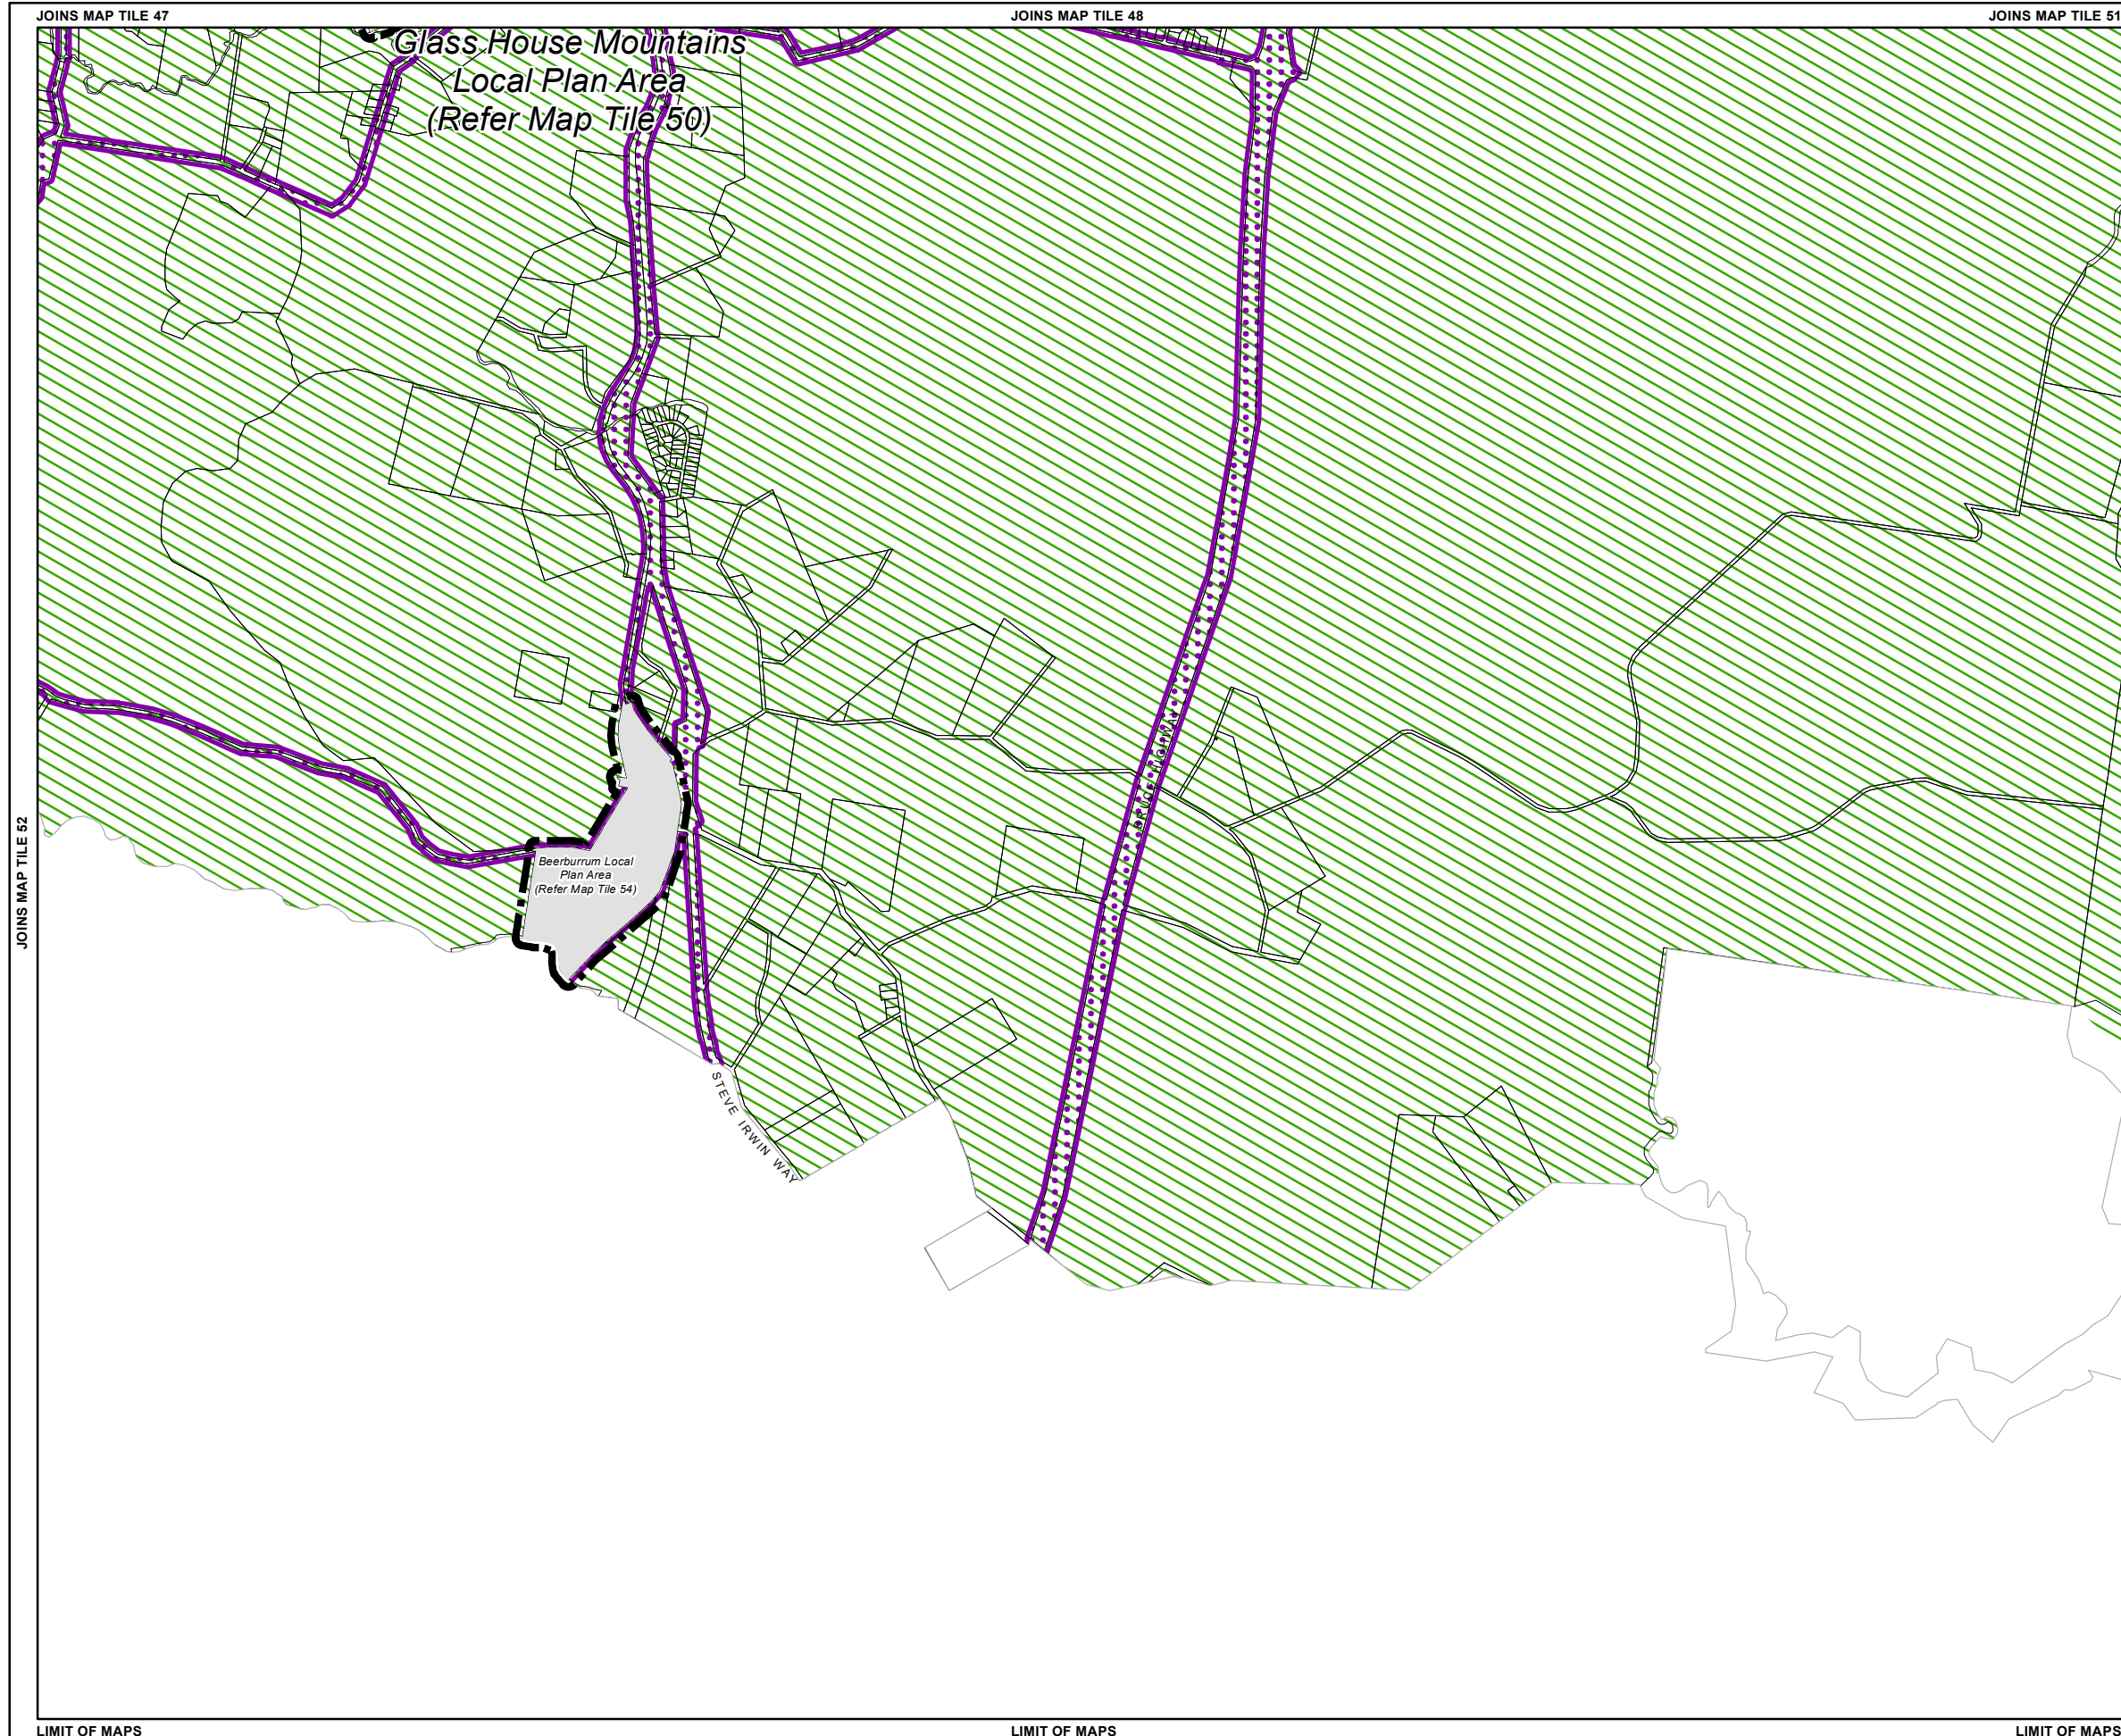 JOINS MAP TILE 47
JOINS MAP TILE 48
JOINS MAP TILE 51
Glass House Mountains
Local Plan Area
(Refer Map Tile 50)
BRUCE HIGHWAY
JOINS MAP TILE 52
Beerburrum Local
Plan Area
(Refer Map Tile 54)
STEVE IRWIN WAY
LIMIT OF MAPS
LIMIT OF MAPS
LIMIT OF MAPS